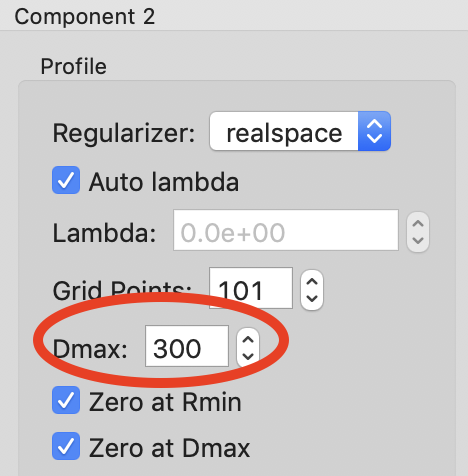 Component 2
Profile
Regularizer: realspace
Auto lambda
Lambda: 0.0e+00
Grid Points: 101
Dmax: 300
Zero at Rmin
Zero at Dmax